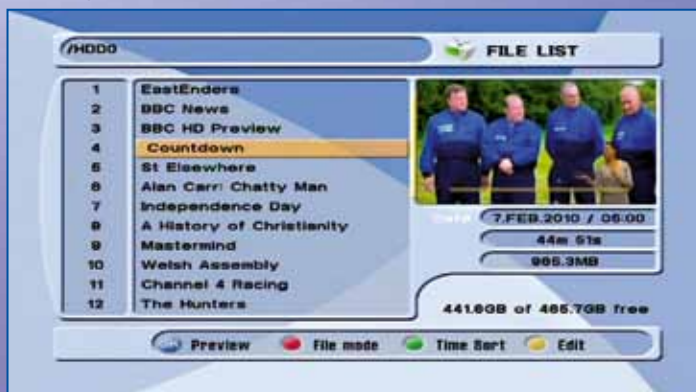 /HDD0
FILE LIST
1 EastEnders
2 BBC News
3 BBC HD Preview
4 Countdown
5 St Elsewhere
6 Alan Carr: Chatty Man
7 Independence Day
8 A History of Christianity
9 Mastermind
10 Welsh Assembly
11 Channel 4 Racing
12 The Hunters
7.FEB.2010 / 05:00
44m 51s
965.3MB
441.6GB of 465.7GB free
Preview File mode Time Sort Edit